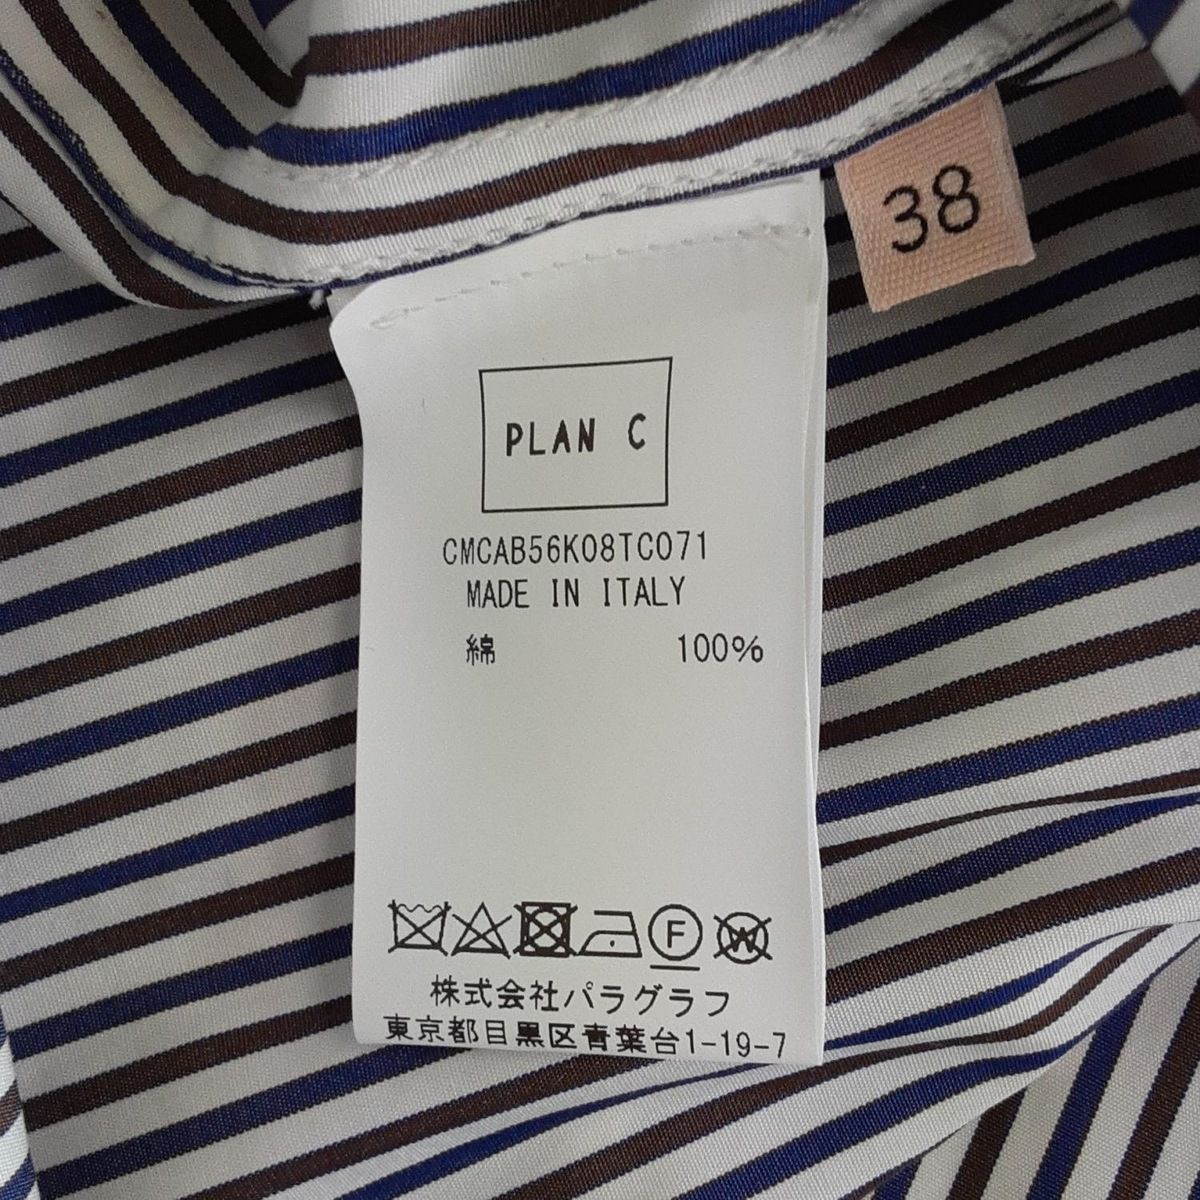 38
PLAN C
CMCAB56K08TC071
MADE IN ITALY
綿 100%
F
W
株式会社パラグラフ
東京都目黒区青葉台1-19-7